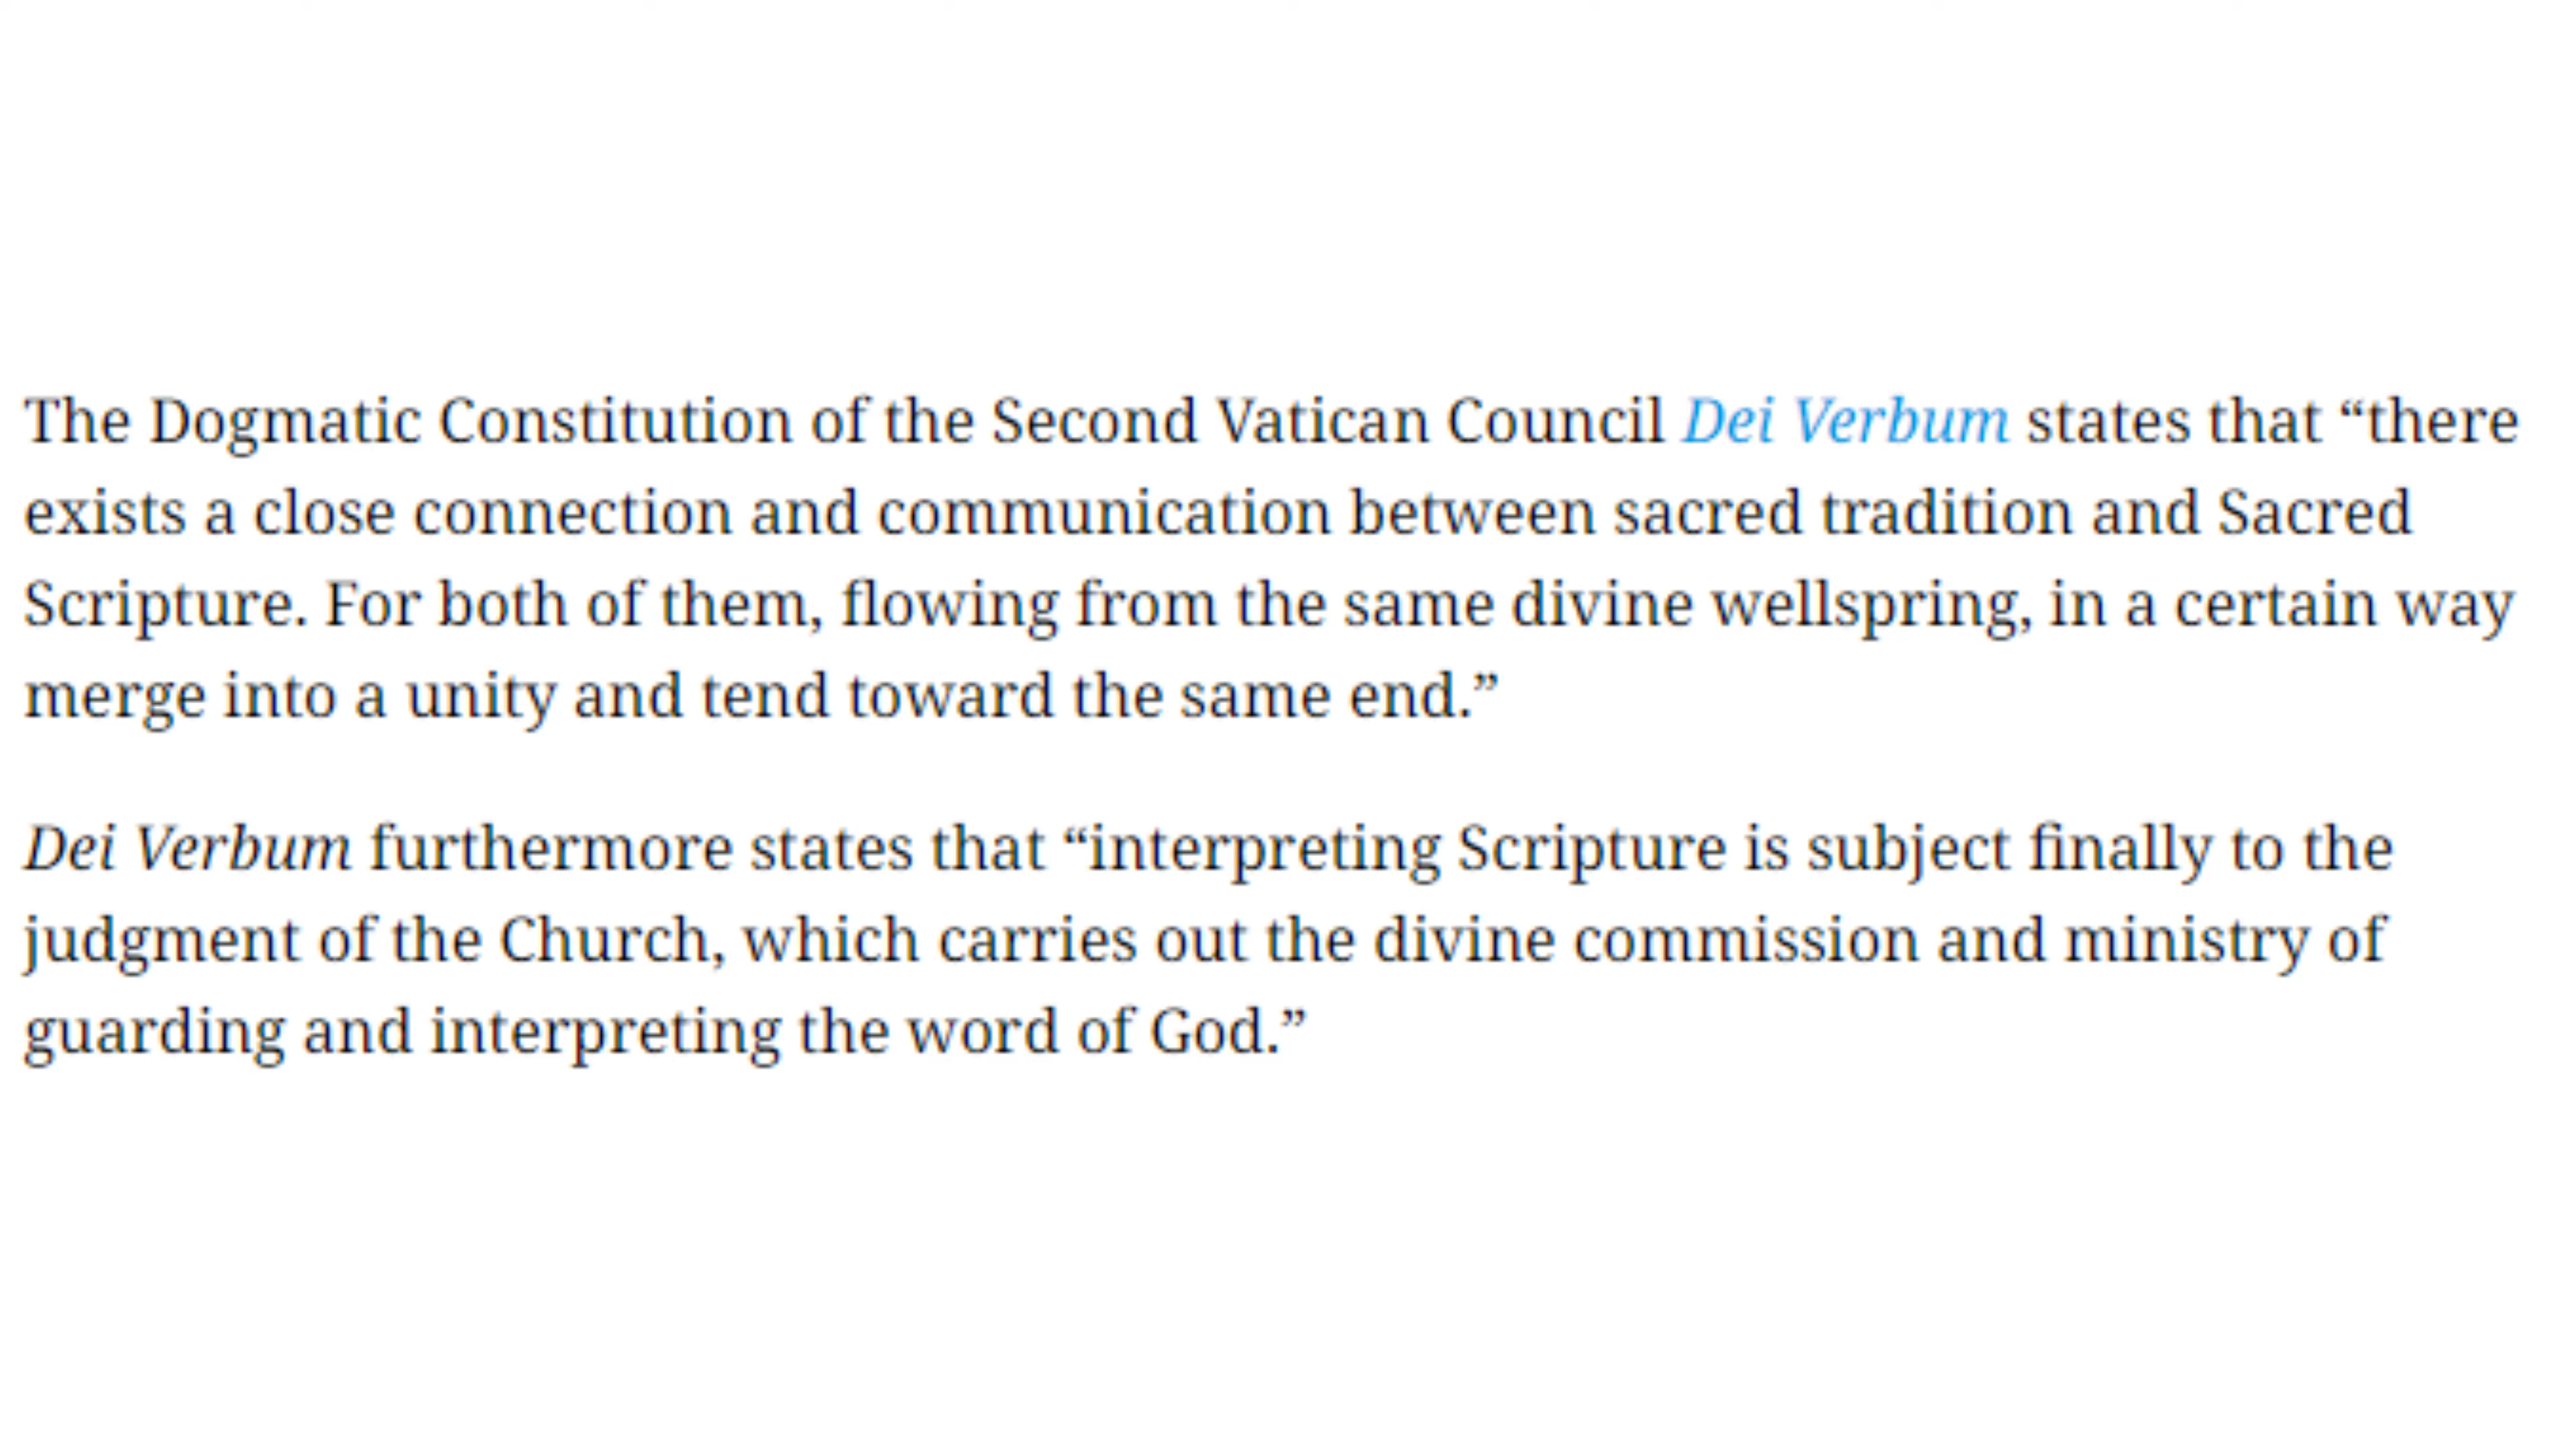 The Dogmatic Constitution of the Second Vatican Council Dei Verbum states that “there
exists a close connection and communication between sacred tradition and Sacred
Scripture. For both of them, flowing from the same divine wellspring, in a certain way
merge into a unity and tend toward the same end.”
Dei Verbum furthermore states that “interpreting Scripture is subject finally to the
judgment of the Church, which carries out the divine commission and ministry of
guarding and interpreting the word of God.”